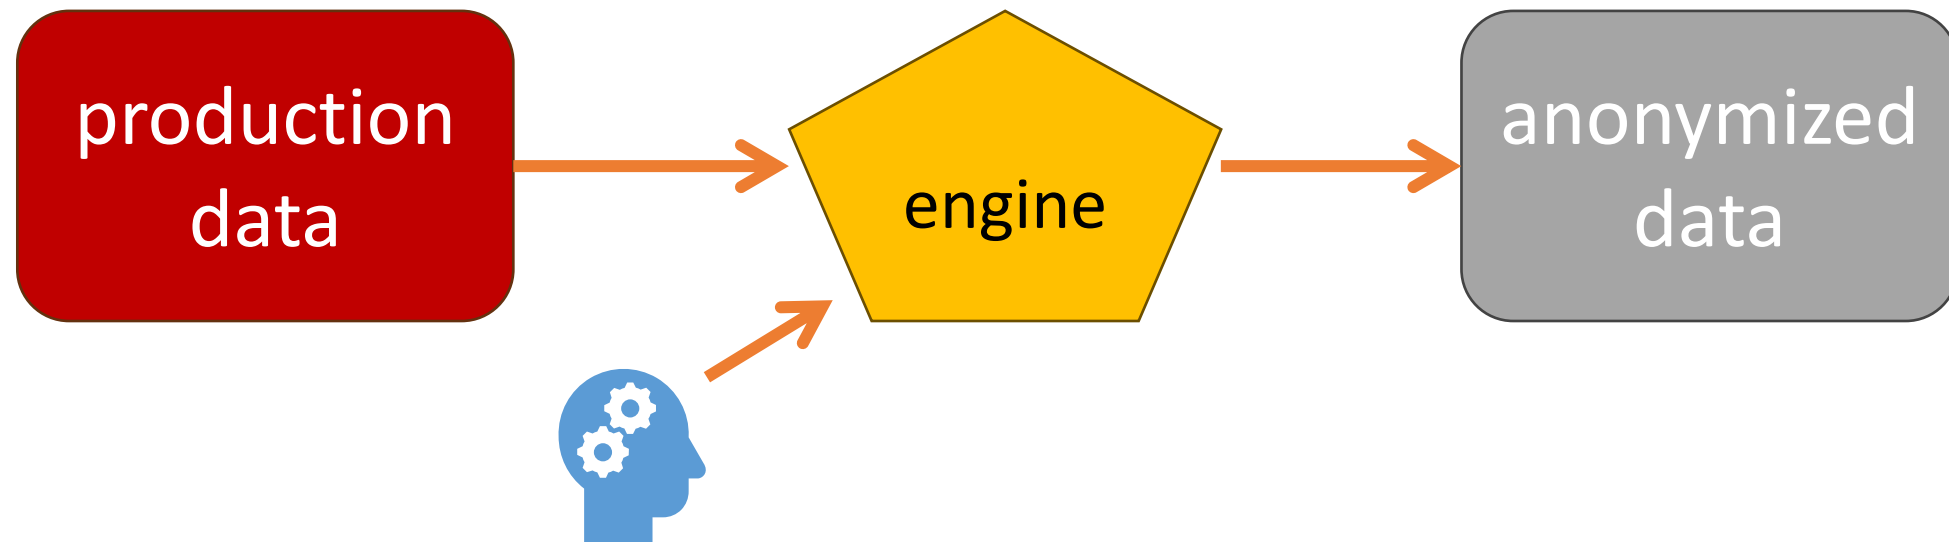 production
data
engine
anonymized
data